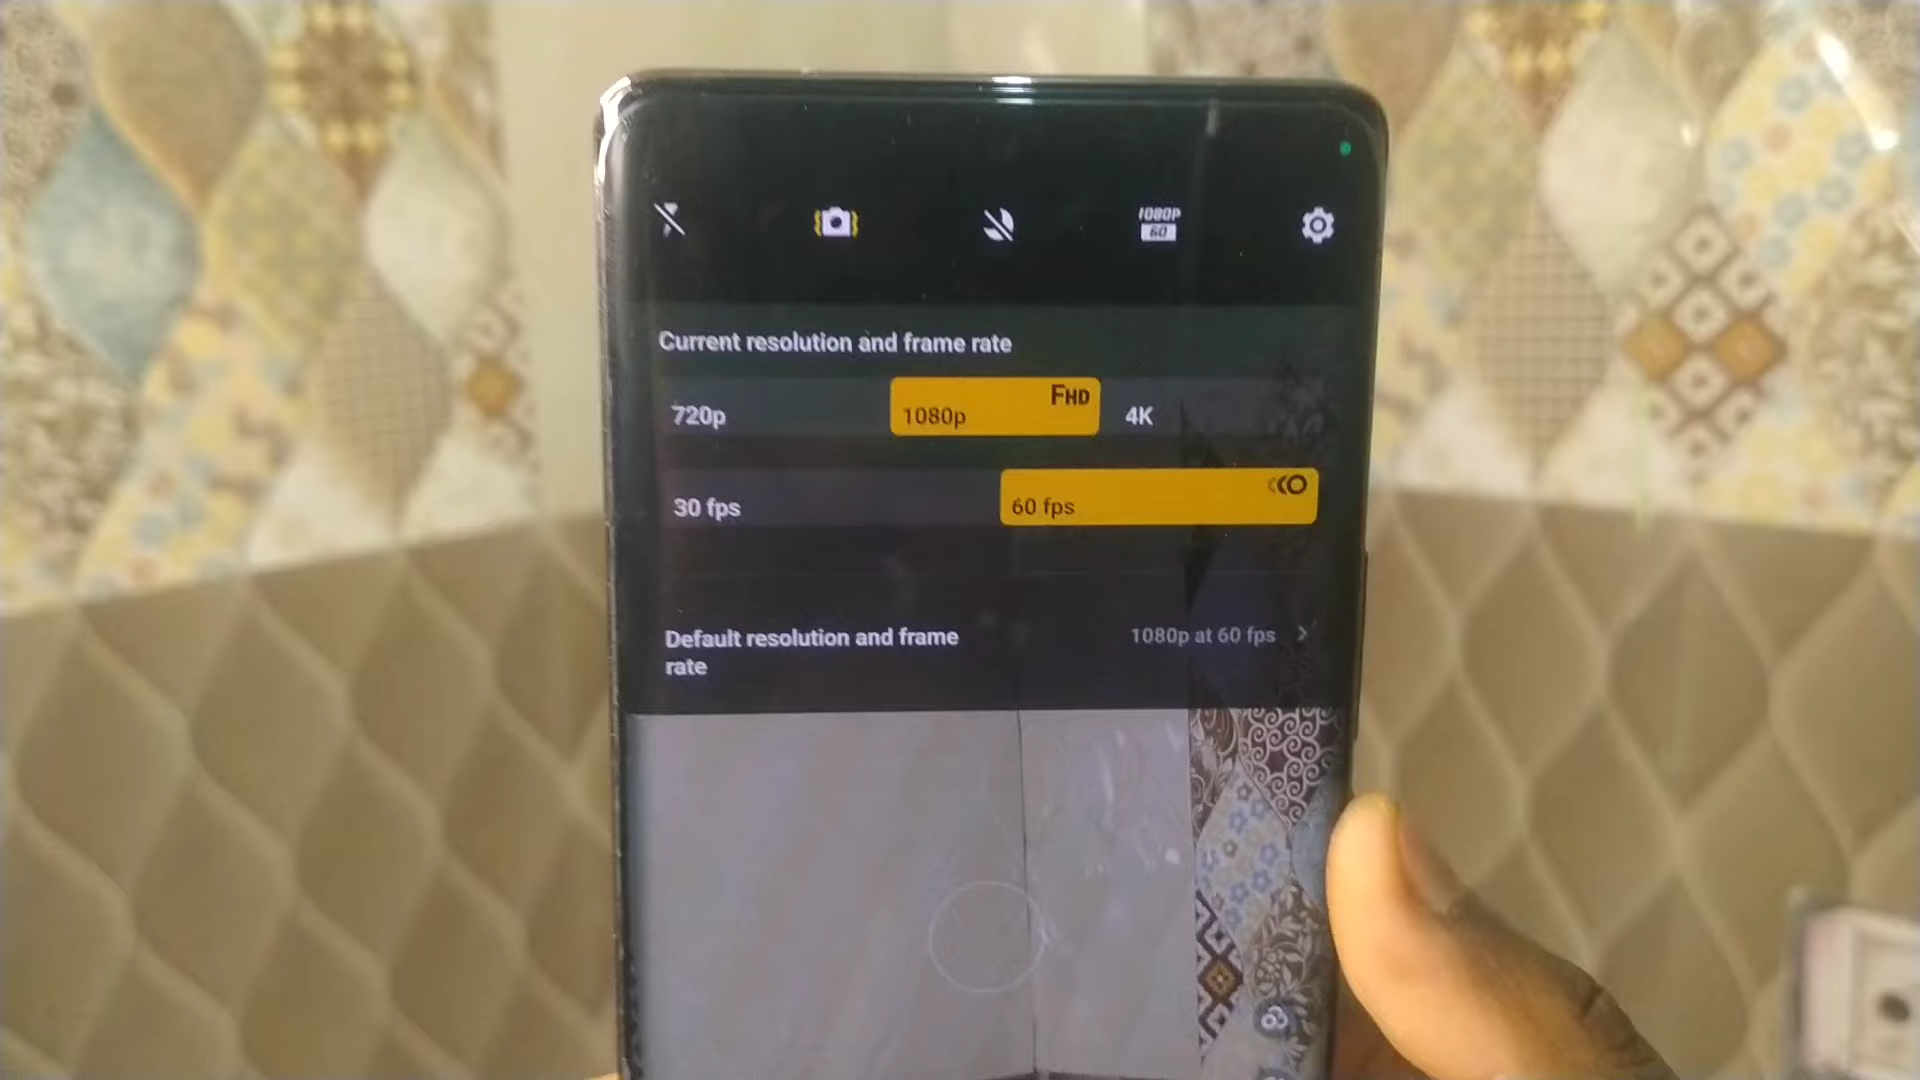 1080P
60
Current resolution and frame rate
720p
1080p
FHD
4K
30 fps
60 fps
Default resolution and frame
rate
1080p at 60 fps